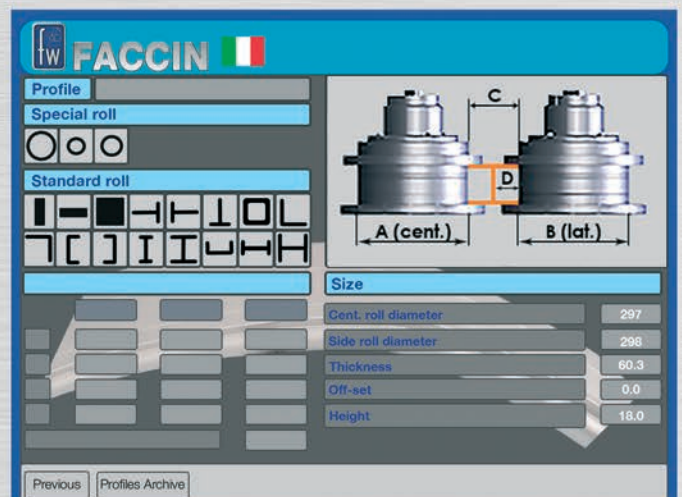 fw FACCIN
Profile
Special roll
Standard roll
C
D
A (cent.)
B (lat.)
Size
Cent. roll diameter 297
Side roll diameter 298
Thickness 60.3
Off-set 0.0
Height 18.0
Previous
Profiles Archive